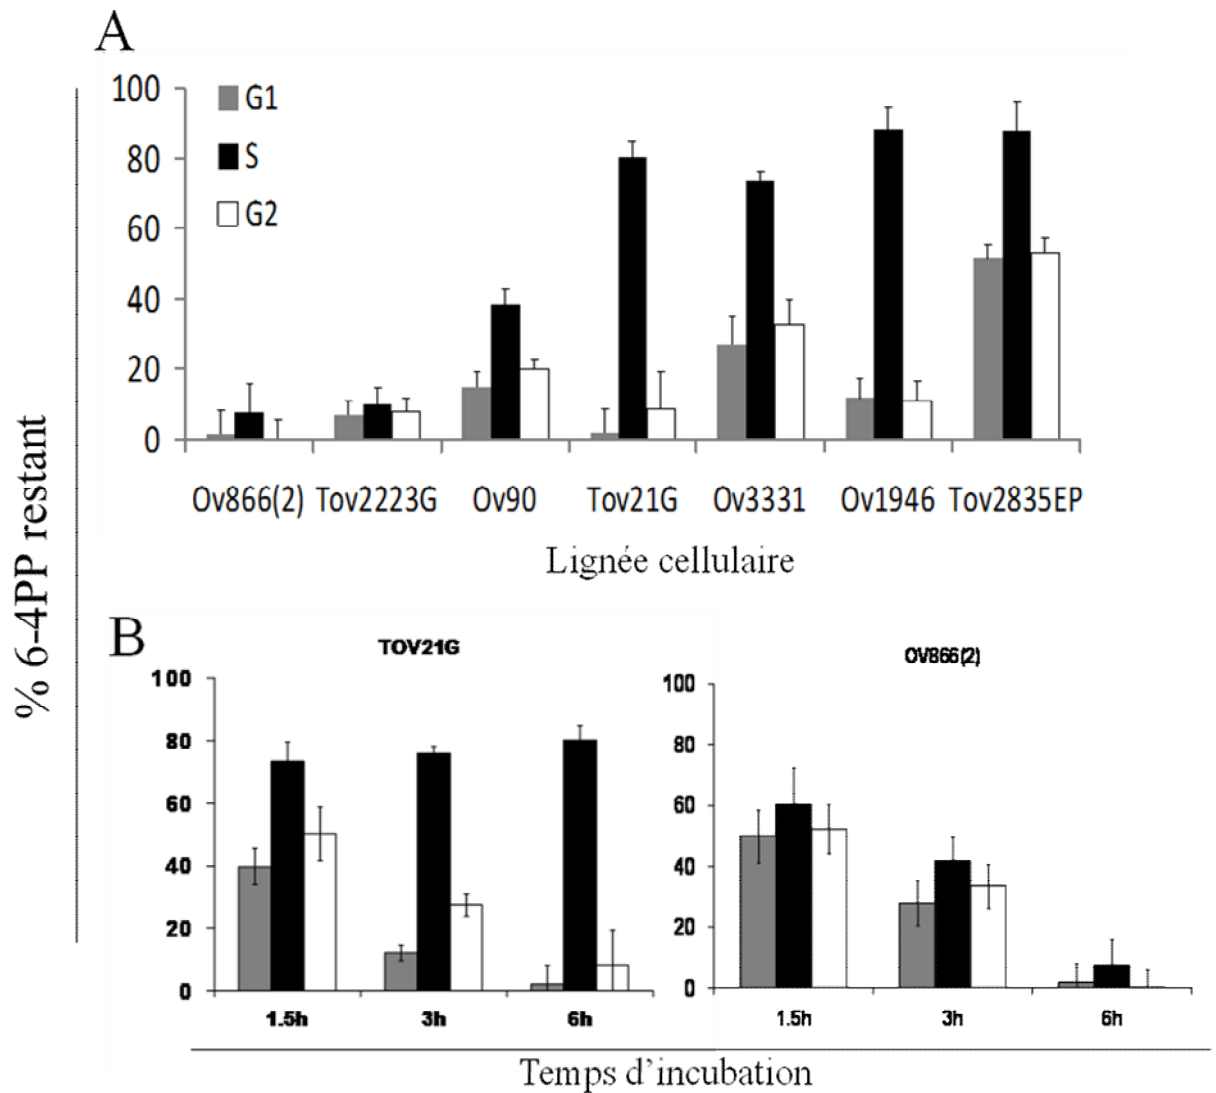 A
% 6-4PP restant
100
80
60
40
20
0
G1
S
G2
Ov866(2) Tov2223G Ov90 Tov21G Ov3331 Ov1946 Tov2835EP
Lignée cellulaire
B
TOV21G
100
80
60
40
20
0
1.5h 3h 6h
OV866(2)
100
80
60
40
20
0
1.5h 3h 6h
Temps d'incubation